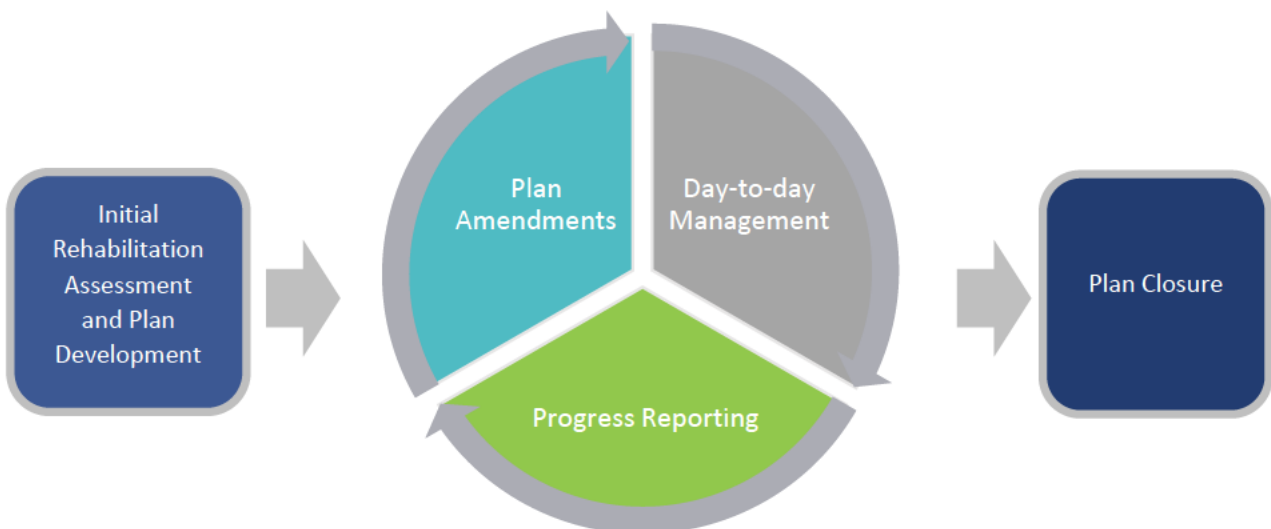 Initial
Rehabilitation
Assessment
and Plan
Development
Plan
Amendments
Day-to-day
Management
Progress Reporting
Plan Closure